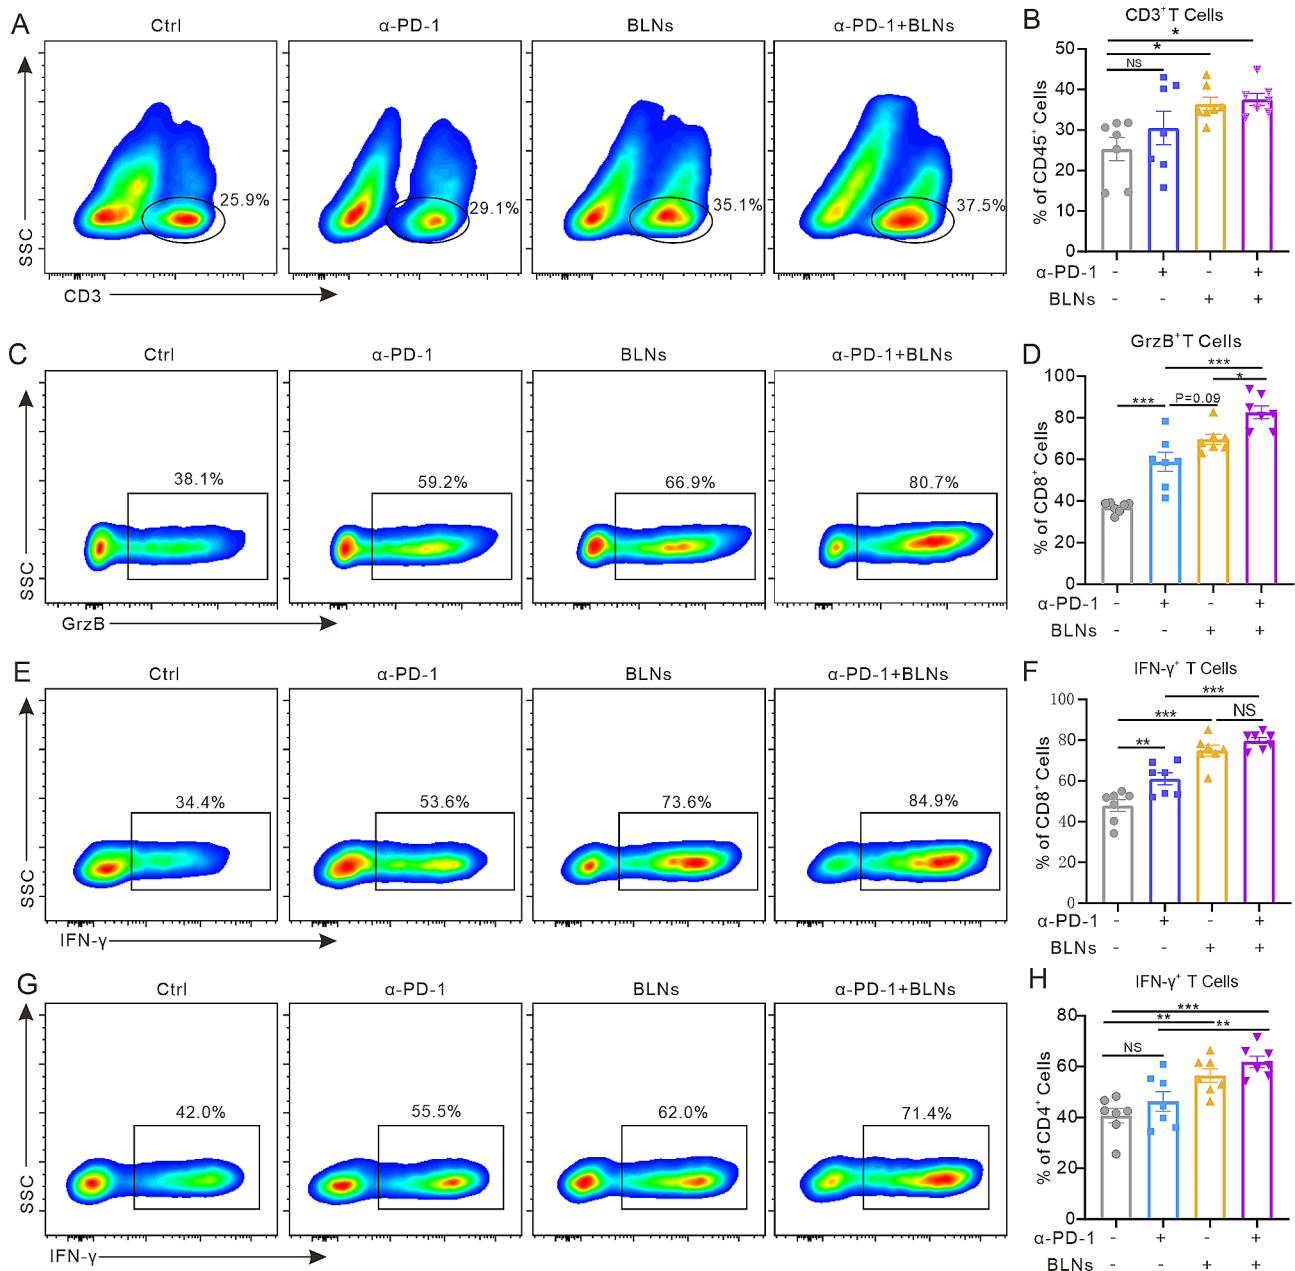 A
Ctrl
α-PD-1
BLNs
α-PD-1+BLNs
25.9%
29.1%
35.1%
37.5%
SSC
CD3
B
CD3⁺T Cells
*
*
NS
50
40
30
20
10
0
% of CD45⁺ Cells
α-PD-1 - + - +
BLNs - - + +
C
Ctrl
α-PD-1
BLNs
α-PD-1+BLNs
38.1%
59.2%
66.9%
80.7%
SSC
GrzB
D
GrzB⁺T Cells
***
*
*** P=0.09
100
80
60
40
20
0
% of CD8⁺ Cells
α-PD-1 - + - +
BLNs - - + +
E
Ctrl
α-PD-1
BLNs
α-PD-1+BLNs
34.4%
53.6%
73.6%
84.9%
SSC
IFN-γ
F
IFN-γ⁺ T Cells
***
*** NS
**
100
80
60
40
20
0
% of CD8⁺ Cells
α-PD-1 - + - +
BLNs - - + +
G
Ctrl
α-PD-1
BLNs
α-PD-1+BLNs
42.0%
55.5%
62.0%
71.4%
SSC
IFN-γ
H
IFN-γ⁺ T Cells
***
**
**
NS
80
60
40
20
0
% of CD4⁺ Cells
α-PD-1 - + - +
BLNs - - + +